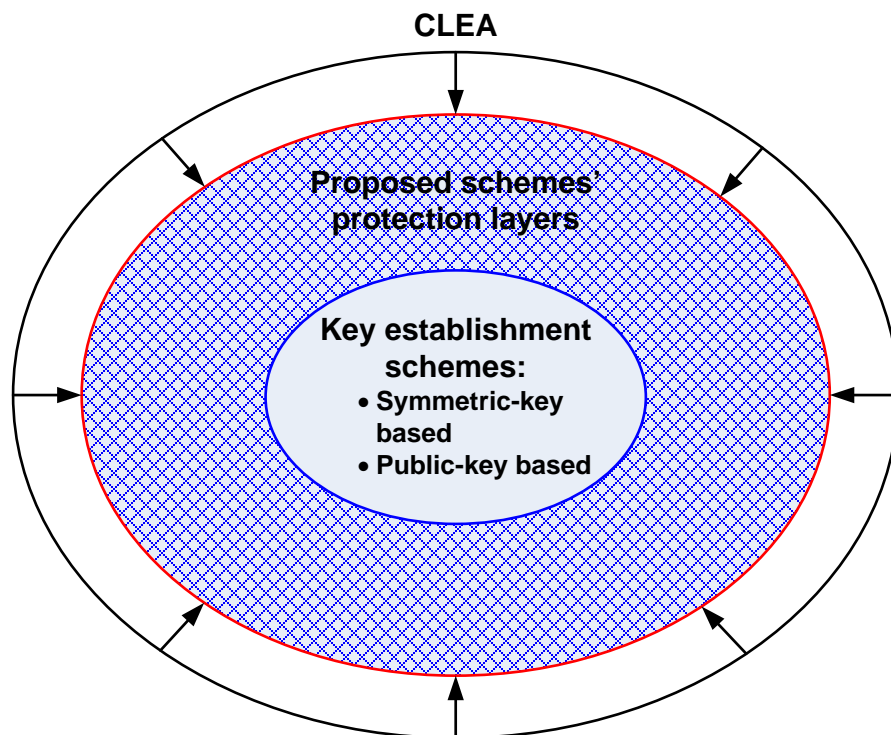 CLEA
Proposed schemes’
protection layers
Key establishment
schemes:
• Symmetric-key
based
• Public-key based